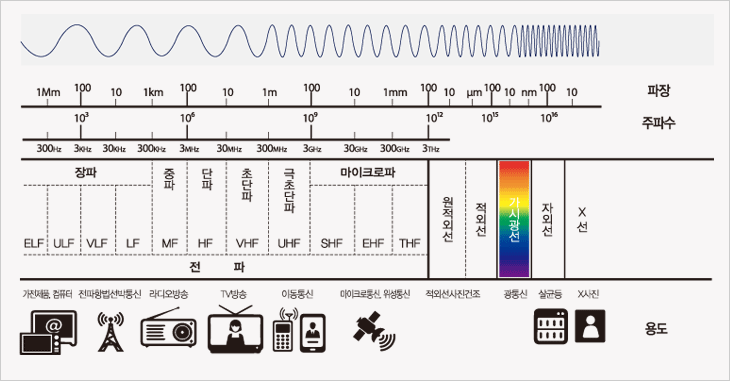 1Mm 100 10 1km 100 10 1m 100 10 1mm 100 10 µm 100 10 nm 100 10 파장
10³ 10⁶ 10⁹ 10¹² 10¹⁵ 10¹⁶ 주파수
300Hz 3KHz 30KHz 300KHz 3MHz 30MHz 300MHz 3GHz 30GHz 300GHz 3THz
장파 중파 단파 초단파 극초단파 마이크로파 원적외선 적외선 가시광선 자외선 X선
ELF ULF VLF LF MF HF VHF UHF SHF EHF THF
전 파
가전제품, 컴퓨터 전파항법선박통신 라디오방송 TV방송 이동통신 마이크로통신, 위성통신 적외선사진건조 광통신 살균등 X사진
@
용도